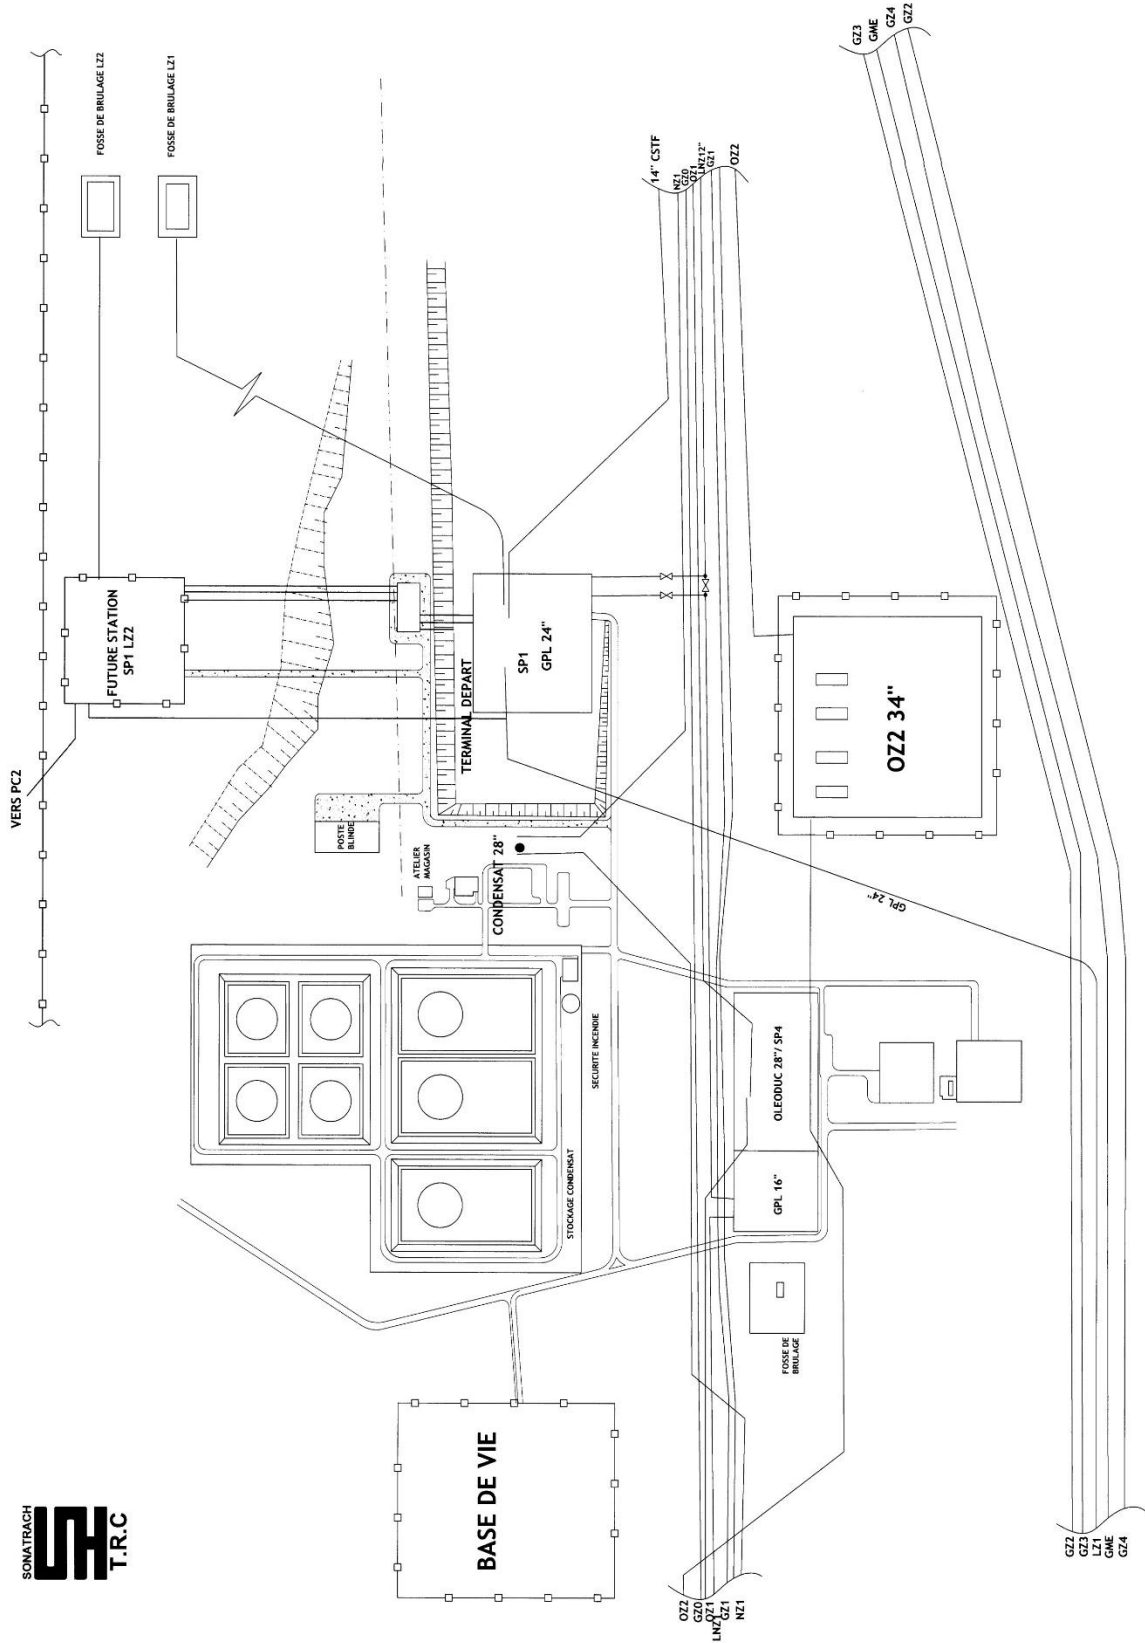 SONATRACH
T.R.C
VERS PC2
FUTURE STATION
SP1 LZ2
FOSSE DE BRULAGE LZ2
FOSSE DE BRULAGE LZ1
POSTE
BLINDE
ATELIER
MAGASIN
TERMINAL DEPART
CONDENSAT 28"
SP1
GPL 24"
STOCKAGE CONDENSAT
SECURITE INCENDIE
BASE DE VIE
14" CSTF
NZ1
GZ0
OZ1
LNZ12"
GZ1
OZ2
OZ2
GZ0
OZ1
LNZ1
GZ1
NZ1
GPL 16"
OLEODUC 28"/ SP4
FOSSE DE
BRULAGE
GPL 24"
OZ2 34"
GZ3
GME
GZ4
GZ2
GZ2
GZ3
LZ1
GME
GZ4